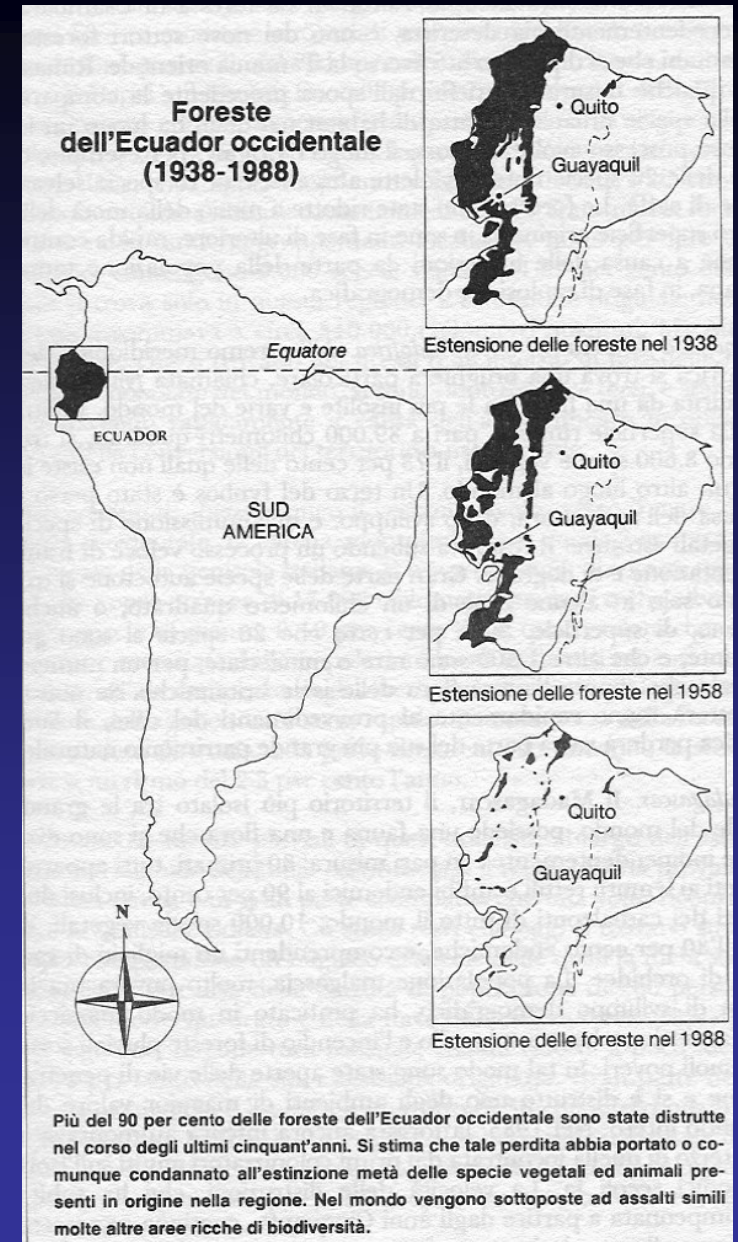 Foreste
dell'Ecuador occidentale
(1938-1988)
Quito
Guayaquil
Estensione delle foreste nel 1938
Equatore
ECUADOR
SUD
AMERICA
Quito
Guayaquil
Estensione delle foreste nel 1958
Quito
Guayaquil
Estensione delle foreste nel 1988
N
Più del 90 per cento delle foreste dell'Ecuador occidentale sono state distrutte
nel corso degli ultimi cinquant'anni. Si stima che tale perdita abbia portato o co-
munque condannato all'estinzione metà delle specie vegetali ed animali pre-
senti in origine nella regione. Nel mondo vengono sottoposte ad assalti simili
molte altre aree ricche di biodiversità.